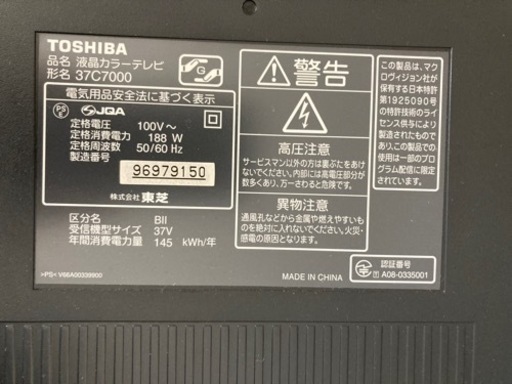 TOSHIBA
品名 液晶カラーテレビ
形名 37C7000
G
電気用品安全法に基づく表示
PS E JQA
定格電圧 100V～
定格消費電力 188 W
定格周波数 50/60 Hz
製造番号
96979150
株式会社 東芝
区分名 BII
受信機型サイズ 37V
年間消費電力量 145 kWh/年
>PS< V66A00339900
警告
高圧注意
サービスマン以外の方は裏ぶたをあけ
ないでください。内部には高電圧部分が
数多くあり、万一さわると危険です。
異物注意
通風孔などから金属や燃えやすい
ものを入れないでください。火災・
感電の原因になります。
MADE IN CHINA
この製品は、マク
ロヴィジョン社が
保有する日本特許
第1925090号
の特許技術のライ
センス供与によって
製造されたもので
あり、この製品での
使用は一部のプロ
グラム配信に限定
されています。
認証番号
T A08-0335001